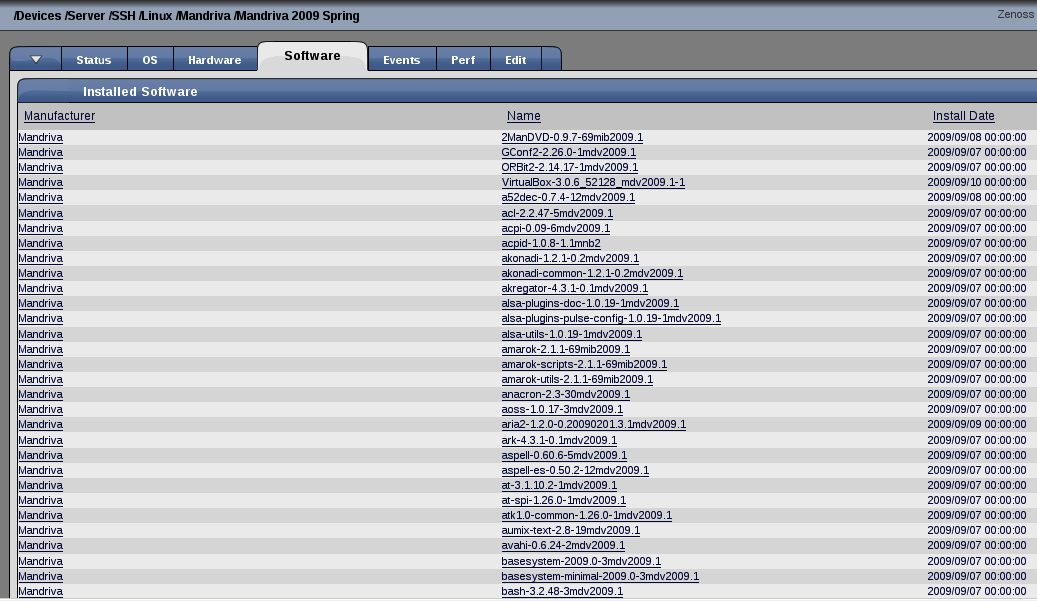 /Devices /Server /SSH /Linux /Mandriva /Mandriva 2009 Spring
Zenoss
Status OS Hardware Software Events Perf Edit
Installed Software
Manufacturer Name Install Date
Mandriva 2ManDVD-0.9.7-69mib2009.1 2009/09/08 00:00:00
Mandriva GConf2-2.26.0-1mdv2009.1 2009/09/07 00:00:00
Mandriva ORBit2-2.14.17-1mdv2009.1 2009/09/07 00:00:00
Mandriva VirtualBox-3.0.6_52128_mdv2009.1-1 2009/09/10 00:00:00
Mandriva a52dec-0.7.4-12mdv2009.1 2009/09/08 00:00:00
Mandriva acl-2.2.47-5mdv2009.1 2009/09/07 00:00:00
Mandriva acpi-0.09-6mdv2009.1 2009/09/07 00:00:00
Mandriva acpid-1.0.8-1.1mnb2 2009/09/07 00:00:00
Mandriva akonadi-1.2.1-0.2mdv2009.1 2009/09/07 00:00:00
Mandriva akonadi-common-1.2.1-0.2mdv2009.1 2009/09/07 00:00:00
Mandriva akregator-4.3.1-0.1mdv2009.1 2009/09/07 00:00:00
Mandriva alsa-plugins-doc-1.0.19-1mdv2009.1 2009/09/07 00:00:00
Mandriva alsa-plugins-pulse-config-1.0.19-1mdv2009.1 2009/09/07 00:00:00
Mandriva alsa-utils-1.0.19-1mdv2009.1 2009/09/07 00:00:00
Mandriva amarok-2.1.1-69mib2009.1 2009/09/07 00:00:00
Mandriva amarok-scripts-2.1.1-69mib2009.1 2009/09/07 00:00:00
Mandriva amarok-utils-2.1.1-69mib2009.1 2009/09/07 00:00:00
Mandriva anacron-2.3-30mdv2009.1 2009/09/07 00:00:00
Mandriva aoss-1.0.17-3mdv2009.1 2009/09/07 00:00:00
Mandriva aria2-1.2.0-0.20090201.3.1mdv2009.1 2009/09/09 00:00:00
Mandriva ark-4.3.1-0.1mdv2009.1 2009/09/07 00:00:00
Mandriva aspell-0.60.6-5mdv2009.1 2009/09/07 00:00:00
Mandriva aspell-es-0.50.2-12mdv2009.1 2009/09/07 00:00:00
Mandriva at-3.1.10.2-1mdv2009.1 2009/09/07 00:00:00
Mandriva at-spi-1.26.0-1mdv2009.1 2009/09/07 00:00:00
Mandriva atk1.0-common-1.26.0-1mdv2009.1 2009/09/07 00:00:00
Mandriva aumix-text-2.8-19mdv2009.1 2009/09/07 00:00:00
Mandriva avahi-0.6.24-2mdv2009.1 2009/09/07 00:00:00
Mandriva basesystem-2009.0-3mdv2009.1 2009/09/07 00:00:00
Mandriva basesystem-minimal-2009.0-3mdv2009.1 2009/09/07 00:00:00
Mandriva bash-3.2.48-3mdv2009.1 2009/09/07 00:00:00